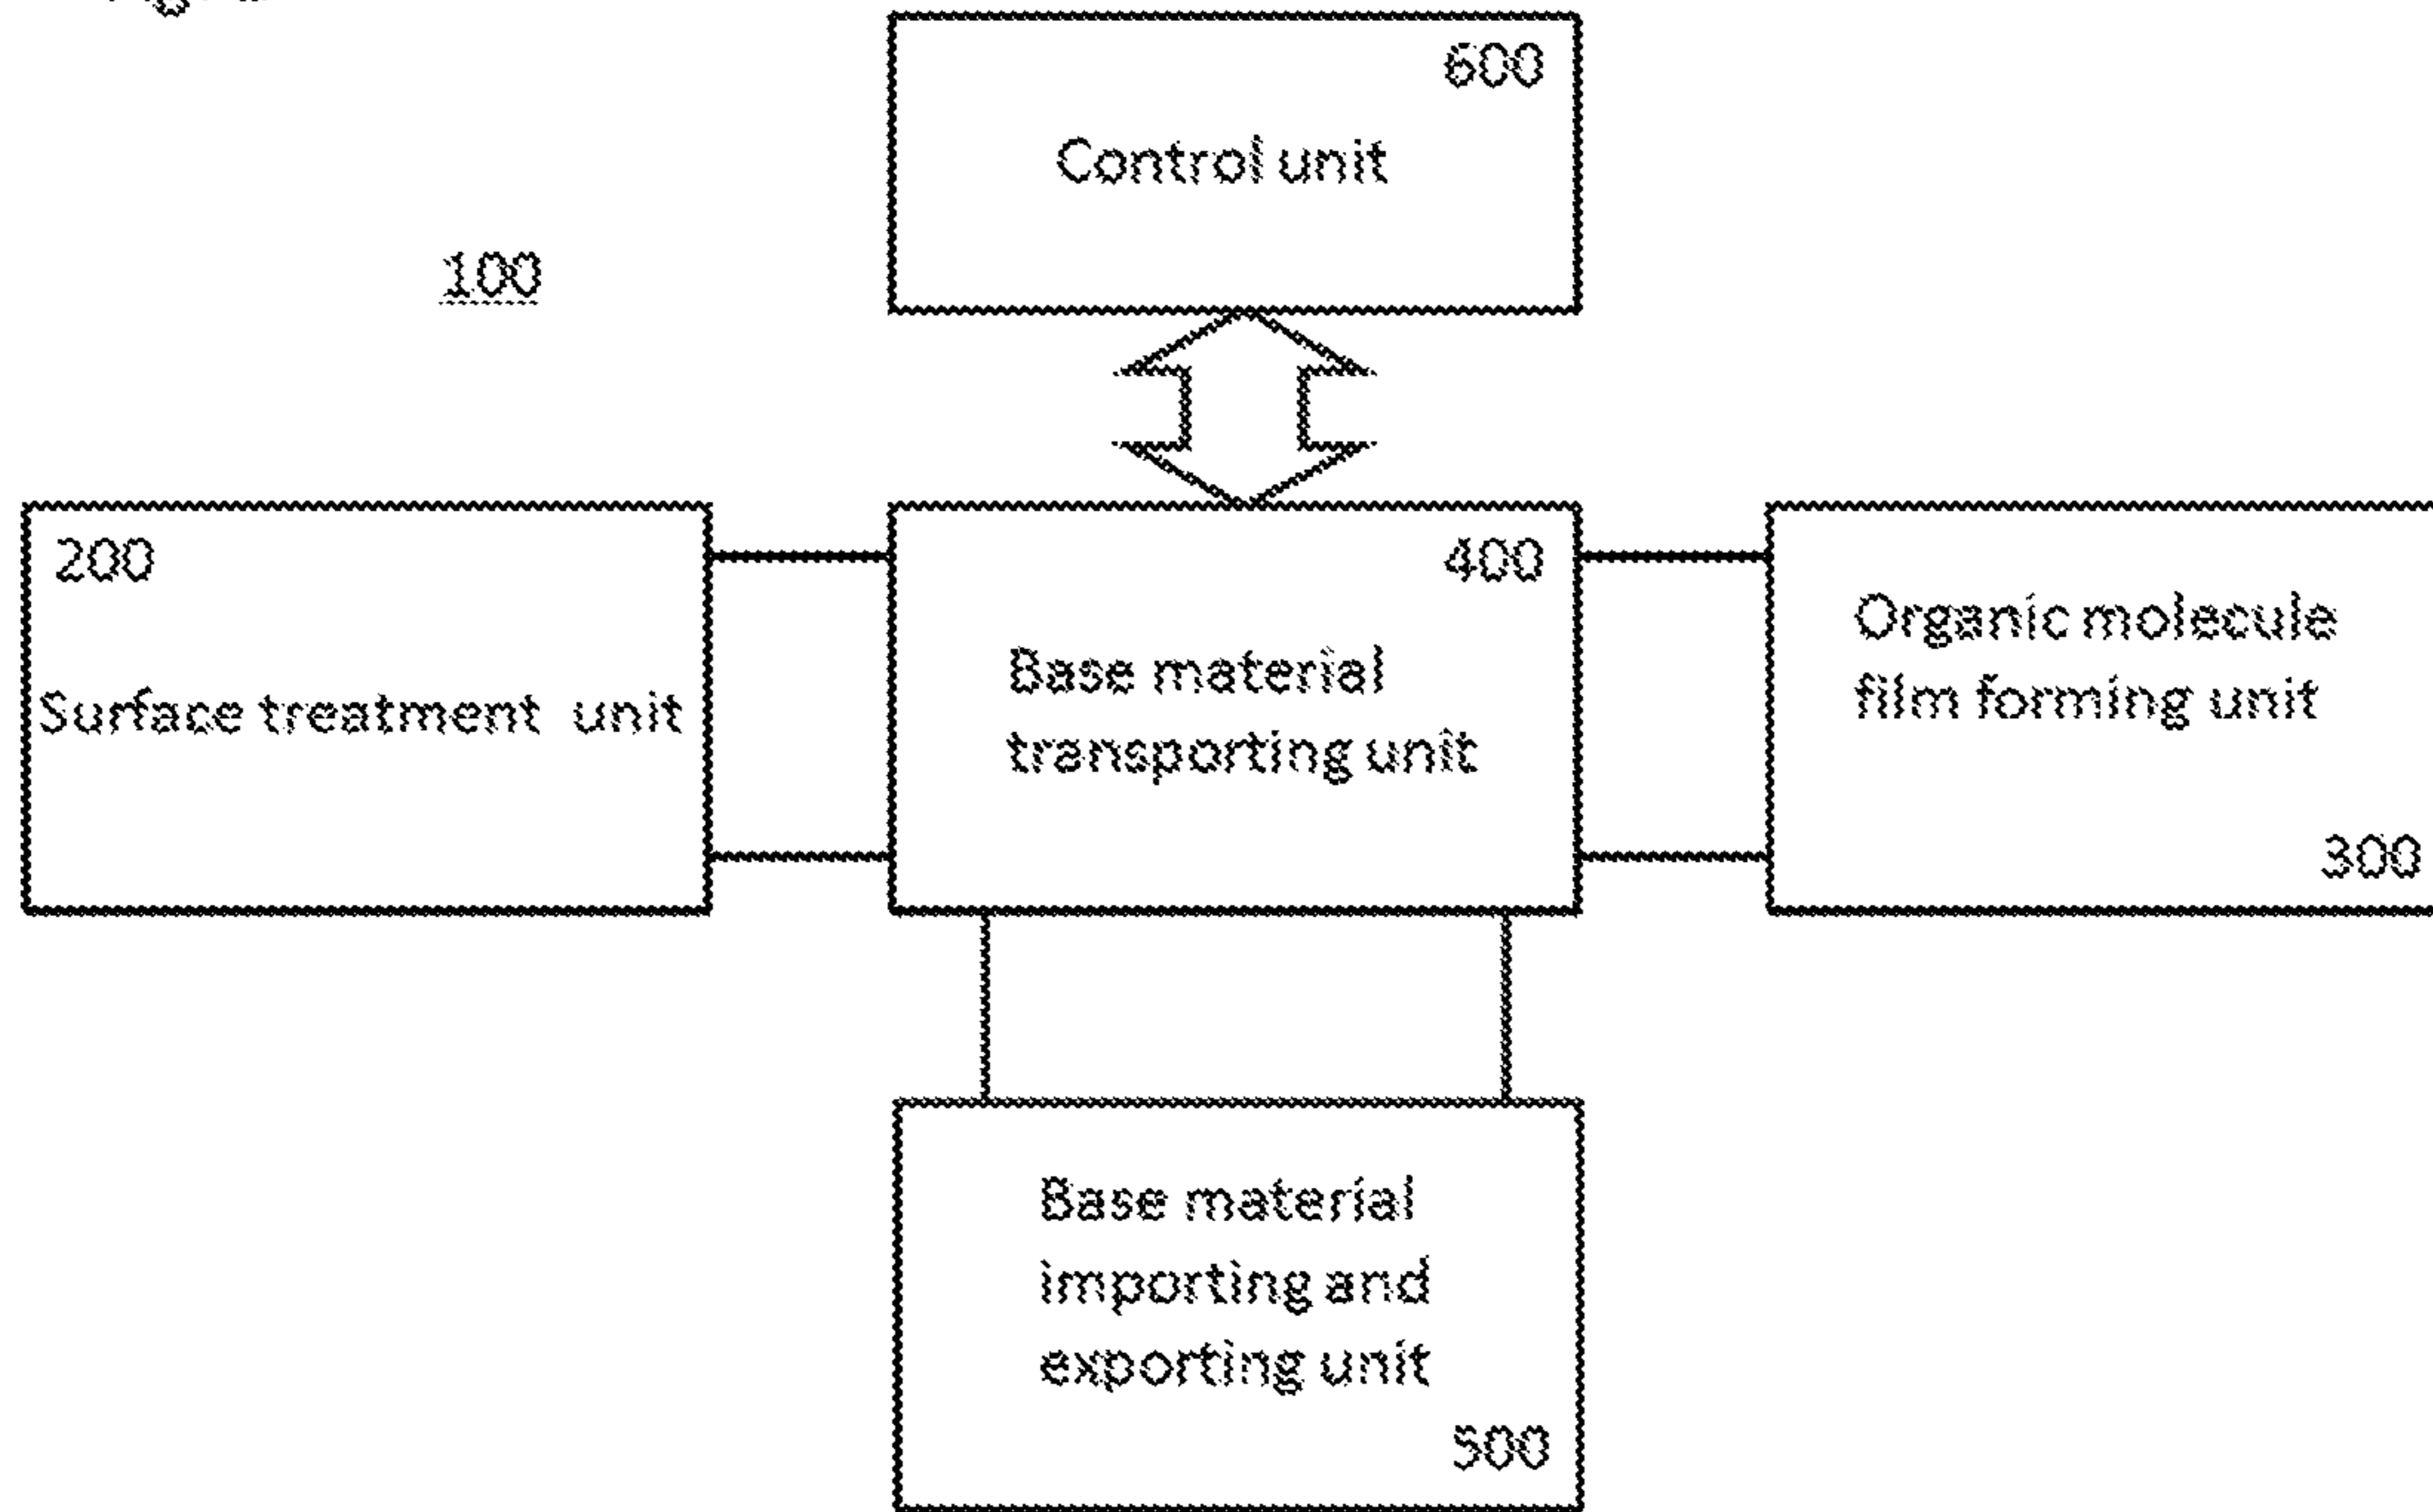 600
Control unit
100
200
Surface treatment unit
400
Base material
transporting unit
Organic molecule
film forming unit
300
Base material
importing and
exporting unit
500